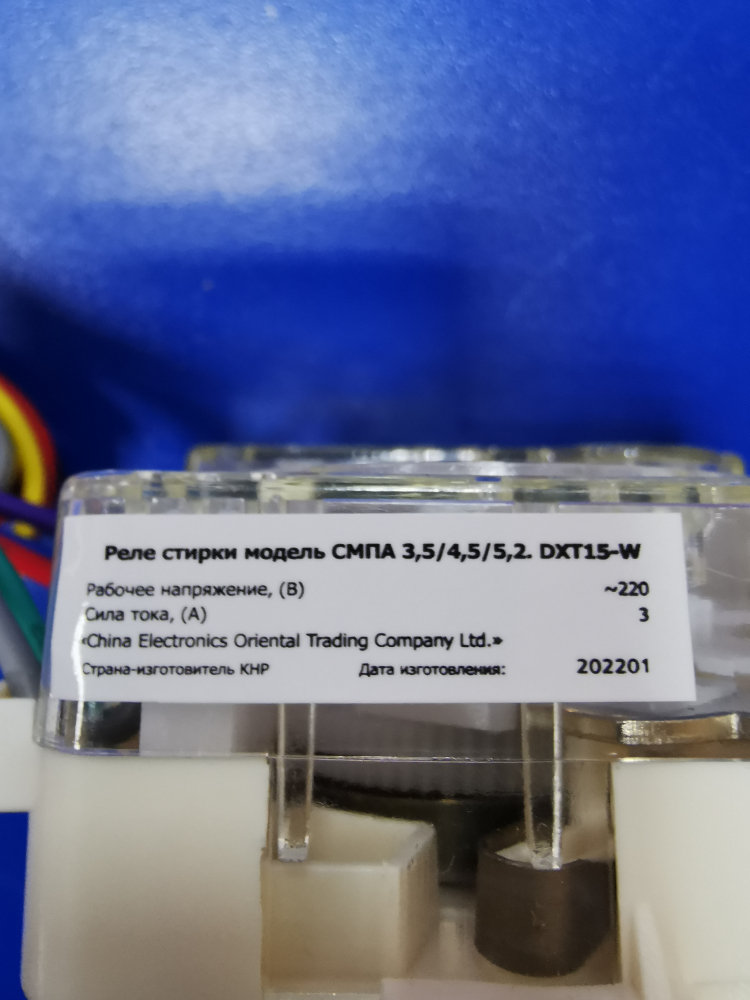 Реле стирки модель СМПА 3,5/4,5/5,2. DXT15-W
Рабочее напряжение, (В) ~220
Сила тока, (А) 3
«China Electronics Oriental Trading Company Ltd.»
Страна-изготовитель КНР Дата изготовления: 202201